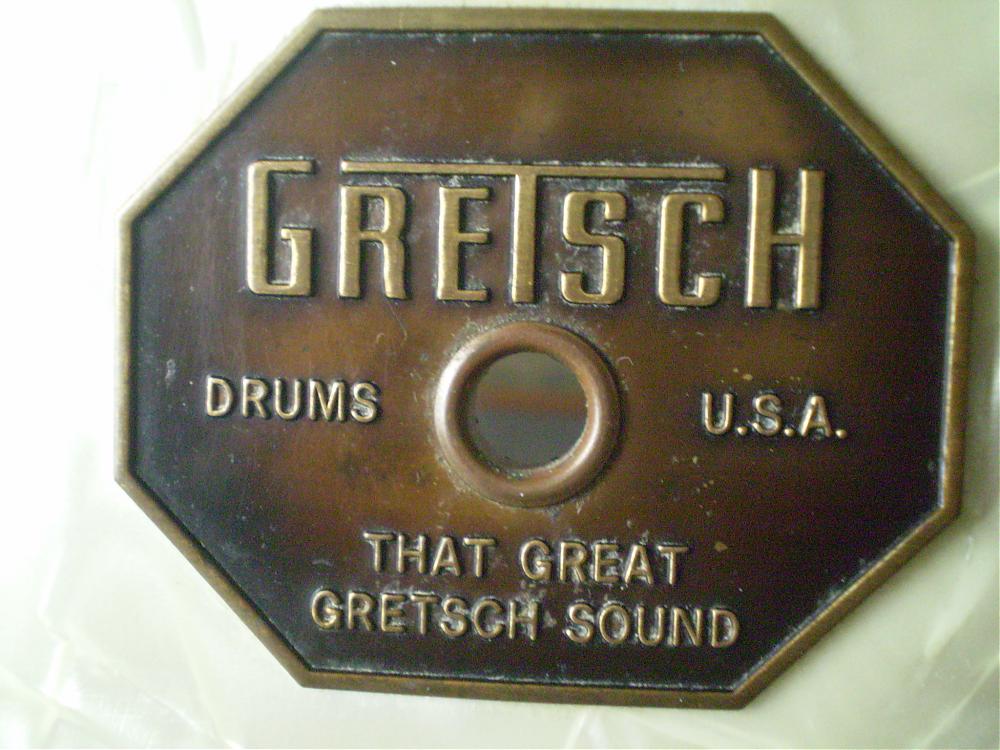 GRETSCH
DRUMS U.S.A.
THAT GREAT
GRETSCH SOUND